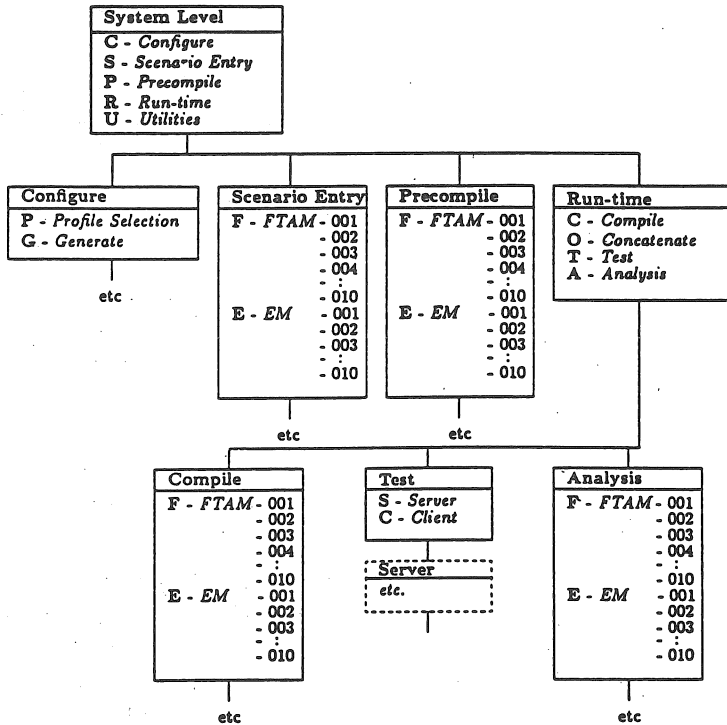 System Level
C - Configure
S - Scenario Entry
P - Precompile
R - Run-time
U - Utilities
Configure
P - Profile Selection
G - Generate
etc
Scenario Entry
F - FTAM - 001
- 002
- 003
- 004
- :
- 010
E - EM - 001
- 002
- 003
- :
- 010
etc
Precompile
F - FTAM - 001
- 002
- 003
- 004
- :
- 010
E - EM - 001
- 002
- 003
- :
- 010
etc
Run-time
C - Compile
O - Concatenate
T - Test
A - Analysis
Compile
F - FTAM - 001
- 002
- 003
- 004
- :
- 010
E - EM - 001
- 002
- 003
- :
- 010
etc
Test
S - Server
C - Client
Server
etc.
Analysis
F - FTAM - 001
- 002
- 003
- 004
- :
- 010
E - EM - 001
- 002
- 003
- :
- 010
etc